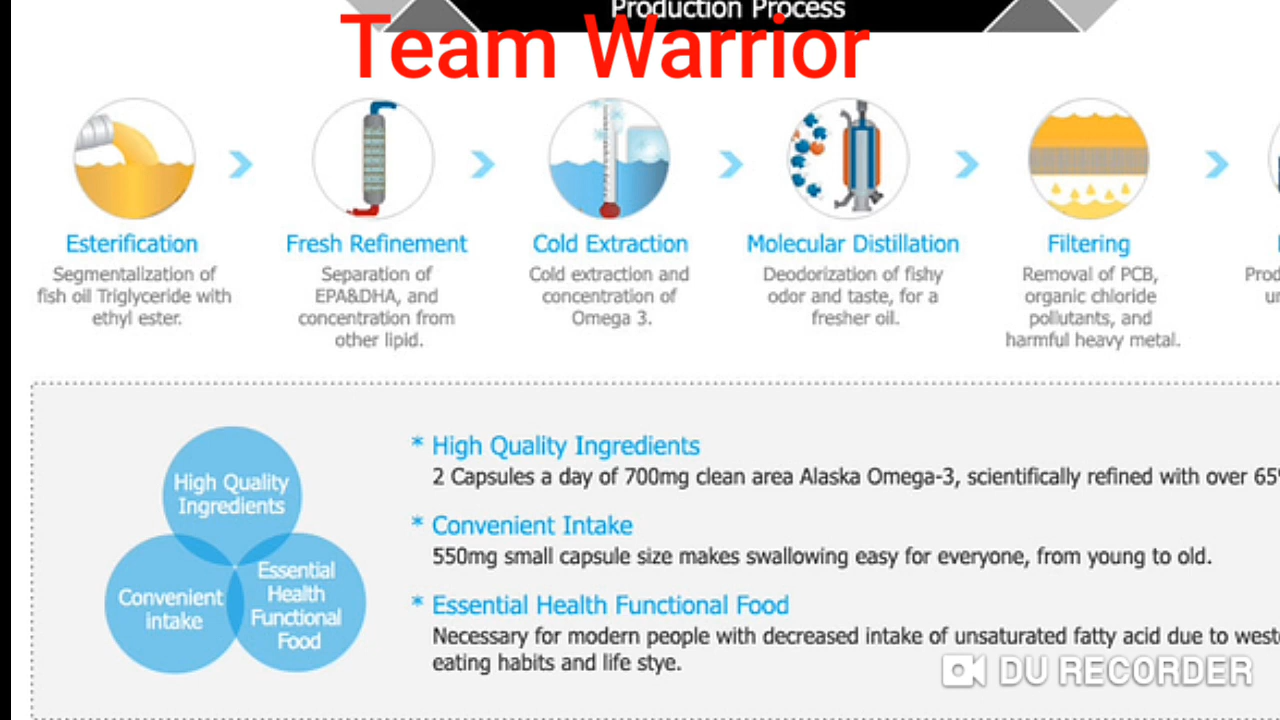 Production Process
Team Warrior
Esterification
Segmentalization of
fish oil Triglyceride with
ethyl ester.
Fresh Refinement
Separation of
EPA&DHA, and
concentration from
other lipid.
Cold Extraction
Cold extraction and
concentration of
Omega 3.
Molecular Distillation
Deodorization of fishy
odor and taste, for a
fresher oil.
Filtering
Removal of PCB,
organic chloride
pollutants, and
harmful heavy metal.
High Quality
Ingredients
Convenient
intake
Essential
Health
Functional
Food
* High Quality Ingredients
2 Capsules a day of 700mg clean area Alaska Omega-3, scientifically refined with over 65
* Convenient Intake
550mg small capsule size makes swallowing easy for everyone, from young to old.
* Essential Health Functional Food
Necessary for modern people with decreased intake of unsaturated fatty acid due to
eating habits and life stye.
DU RECORDER